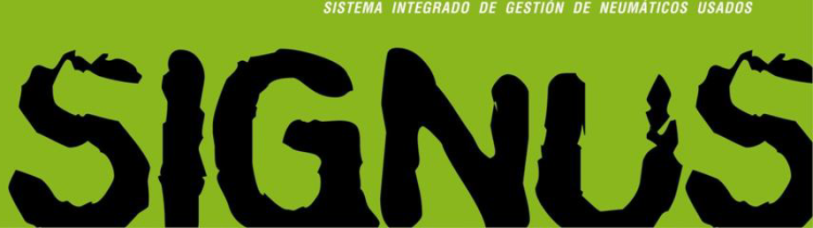 SISTEMA INTEGRADO DE GESTIÓN DE NEUMÁTICOS USADOS
SIGNUS